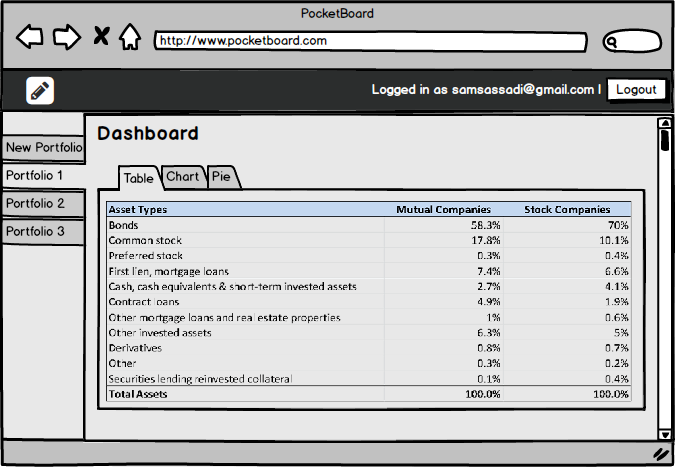 PocketBoard
http://www.pocketboard.com
Logged in as samsassadi@gmail.com | Logout
Dashboard
New Portfolio
Portfolio 1
Portfolio 2
Portfolio 3
Table Chart Pie
Asset Types Mutual Companies Stock Companies
Bonds 58.3% 70%
Common stock 17.8% 10.1%
Preferred stock 0.3% 0.4%
First lien, mortgage loans 7.4% 6.6%
Cash, cash equivalents & short-term invested assets 2.7% 4.1%
Contract loans 4.9% 1.9%
Other mortgage loans and real estate properties 1% 0.6%
Other invested assets 6.3% 5%
Derivatives 0.8% 0.7%
Other 0.3% 0.2%
Securities lending reinvested collateral 0.1% 0.4%
Total Assets 100.0% 100.0%